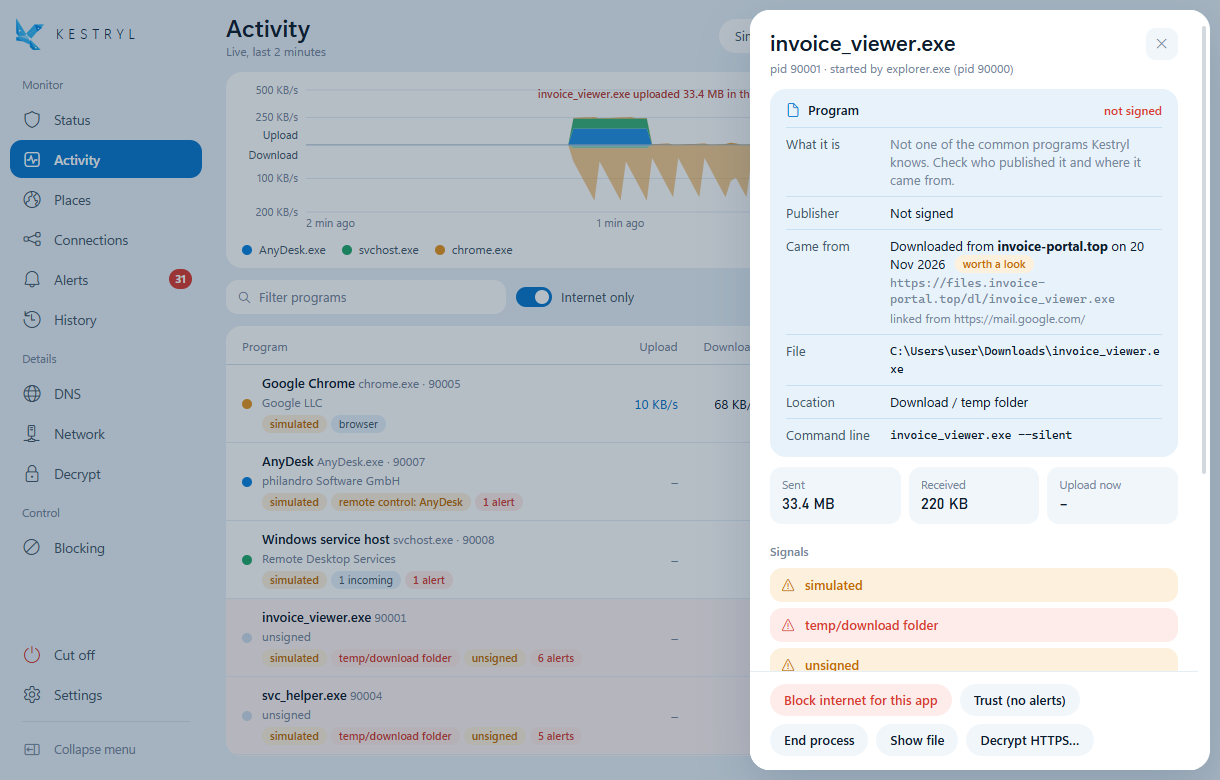 KESTRYL
Monitor
Status
Activity
Places
Connections
Alerts
31
History
Details
DNS
Network
Decrypt
Control
Blocking
Cut off
Settings
Collapse menu
Activity
Live, last 2 minutes
500 KB/s
invoice_viewer.exe uploaded 33.4 MB in th
250 KB/s
Upload
Download
100 KB/s
200 KB/s
2 min ago
1 min ago
AnyDesk.exe
svchost.exe
chrome.exe
Filter programs
Internet only
Program
Upload
Google Chrome chrome.exe · 90005
Google LLC
10 KB/s
68 KB/
simulated
browser
AnyDesk AnyDesk.exe · 90007
philandro Software GmbH
–
simulated
remote control: AnyDesk
1 alert
Windows service host svchost.exe · 90008
Remote Desktop Services
–
simulated
1 incoming
1 alert
invoice_viewer.exe 90001
unsigned
–
simulated
temp/download folder
unsigned
6 alerts
svc_helper.exe 90004
unsigned
–
simulated
temp/download folder
unsigned
5 alerts
invoice_viewer.exe
pid 90001 · started by explorer.exe (pid 90000)
Program
not signed
What it is
Not one of the common programs Kestryl
knows. Check who published it and where it
came from.
Publisher
Not signed
Came from
Downloaded from invoice-portal.top on 20
Nov 2026 worth a look
https://files.invoice-
portal.top/dl/invoice_viewer.exe
linked from https://mail.google.com/
File
C:\Users\user\Downloads\invoice_viewer.e
xe
Location
Download / temp folder
Command line
invoice_viewer.exe --silent
Sent
33.4 MB
Received
220 KB
Upload now
–
Signals
simulated
temp/download folder
unsigned
Block internet for this app
Trust (no alerts)
End process
Show file
Decrypt HTTPS...